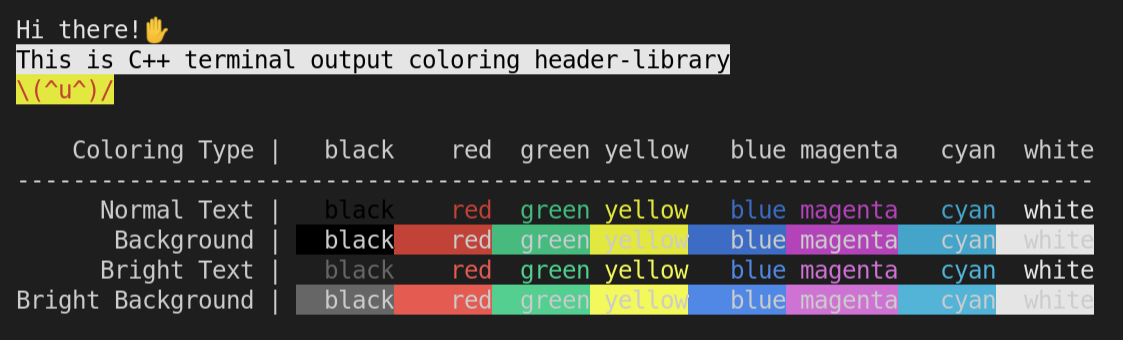 Hi there!✋
This is C++ terminal output coloring header-library
\(^u^)/
Coloring Type | black red green yellow blue magenta cyan white
-----------------------------------------------------------------------------
Normal Text | black red green yellow blue magenta cyan white
Background | black red green yellow blue magenta cyan white
Bright Text | black red green yellow blue magenta cyan white
Bright Background | black red green yellow blue magenta cyan white